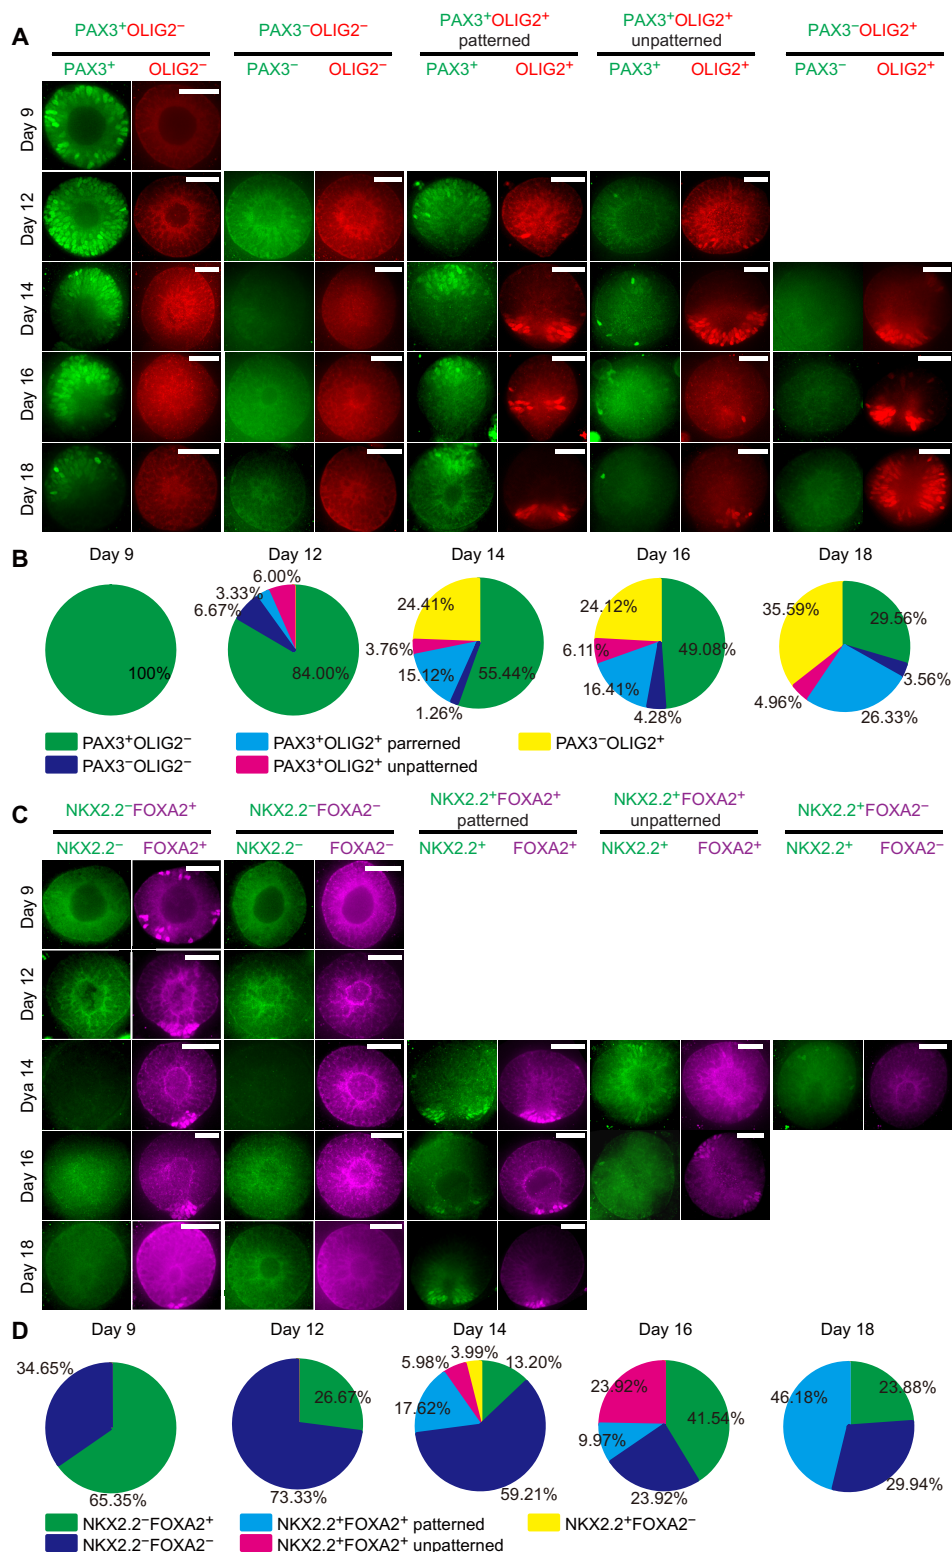 A
PAX3⁺OLIG2⁻ PAX3⁻OLIG2⁻ PAX3⁺OLIG2⁺ patterned PAX3⁺OLIG2⁺ unpatterned PAX3⁻OLIG2⁺
PAX3⁺ OLIG2⁻ PAX3⁻ OLIG2⁻ PAX3⁺ OLIG2⁺ PAX3⁺ OLIG2⁺ PAX3⁻ OLIG2⁺
Day 9
Day 12
Day 14
Day 16
Day 18
B
Day 9 Day 12 Day 14 Day 16 Day 18
100%
6.00%
3.33%
6.67%
84.00%
24.41%
3.76%
15.12%
1.26%
55.44%
24.12%
6.11%
16.41%
4.28%
49.08%
35.59%
29.56%
3.56%
4.96%
26.33%
PAX3⁺OLIG2⁻ PAX3⁺OLIG2⁺ parrerned PAX3⁻OLIG2⁺
PAX3⁻OLIG2⁻ PAX3⁺OLIG2⁺ unpatterned
C
NKX2.2⁻FOXA2⁺ NKX2.2⁻FOXA2⁻ NKX2.2⁺FOXA2⁺ patterned NKX2.2⁺FOXA2⁺ unpatterned NKX2.2⁺FOXA2⁻
NKX2.2⁻ FOXA2⁺ NKX2.2⁻ FOXA2⁻ NKX2.2⁺ FOXA2⁺ NKX2.2⁺ FOXA2⁺ NKX2.2⁺ FOXA2⁻
Day 9
Day 12
Dya 14
Day 16
Day 18
D
Day 9 Day 12 Day 14 Day 16 Day 18
34.65%
65.35%
26.67%
73.33%
3.99%
5.98%
13.20%
17.62%
59.21%
23.92%
41.54%
9.97%
23.92%
46.18%
23.88%
29.94%
NKX2.2⁻FOXA2⁺ NKX2.2⁺FOXA2⁺ patterned NKX2.2⁺FOXA2⁻
NKX2.2⁻FOXA2⁻ NKX2.2⁺FOXA2⁺ unpatterned